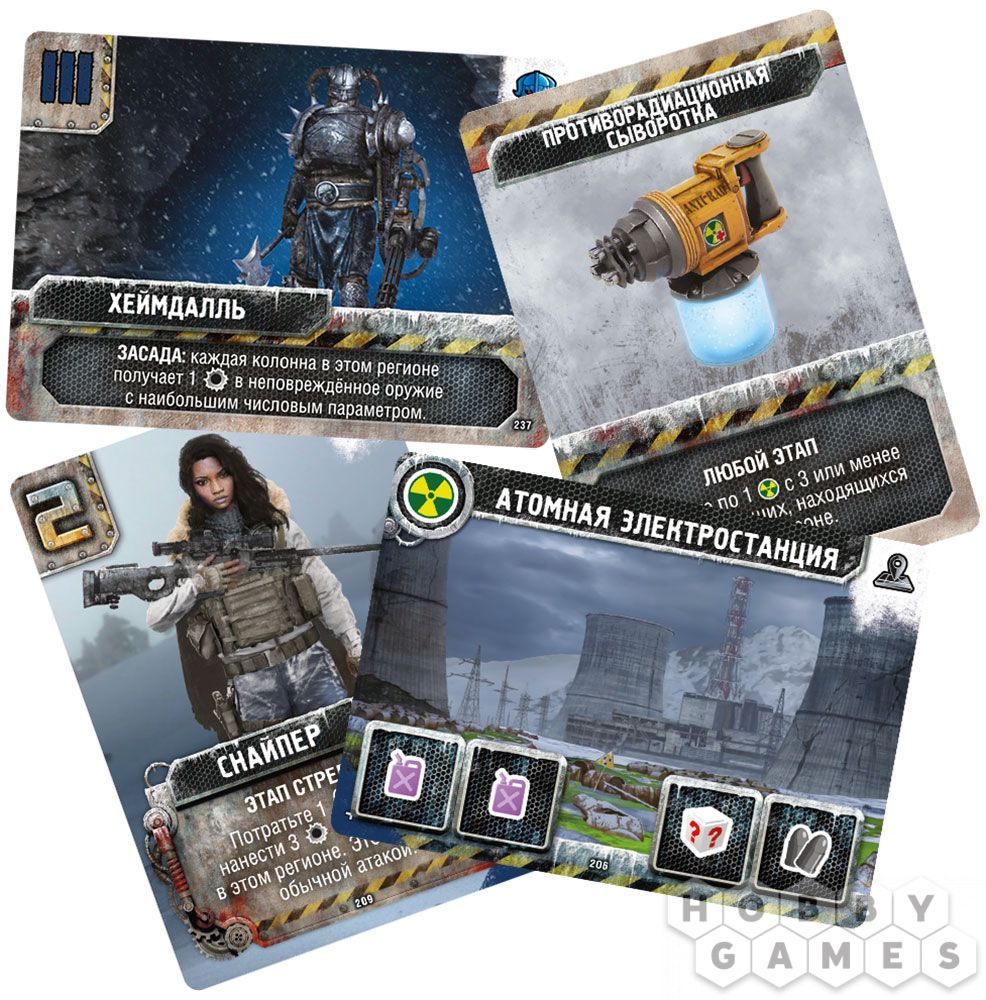 III
ХЕЙМДАЛЛЬ
ЗАСАДА: каждая колонна в этом регионе
получает 1 в неповреждённое оружие
с наибольшим числовым параметром.
237
ПРОТИВОРАДИАЦИОННАЯ
СЫВОРОТКА
ANTI-RAD
ЛЮБОЙ ЭТАП
по 1 с 3 или менее
находящихся
2
СНАЙПЕР
ЭТАП
Потратьте 1
нанести 3
в этом регионе.
обычной атакой.
209
АТОМНАЯ ЭЛЕКТРОСТАНЦИЯ
? ?
206
HOBBY
GAMES